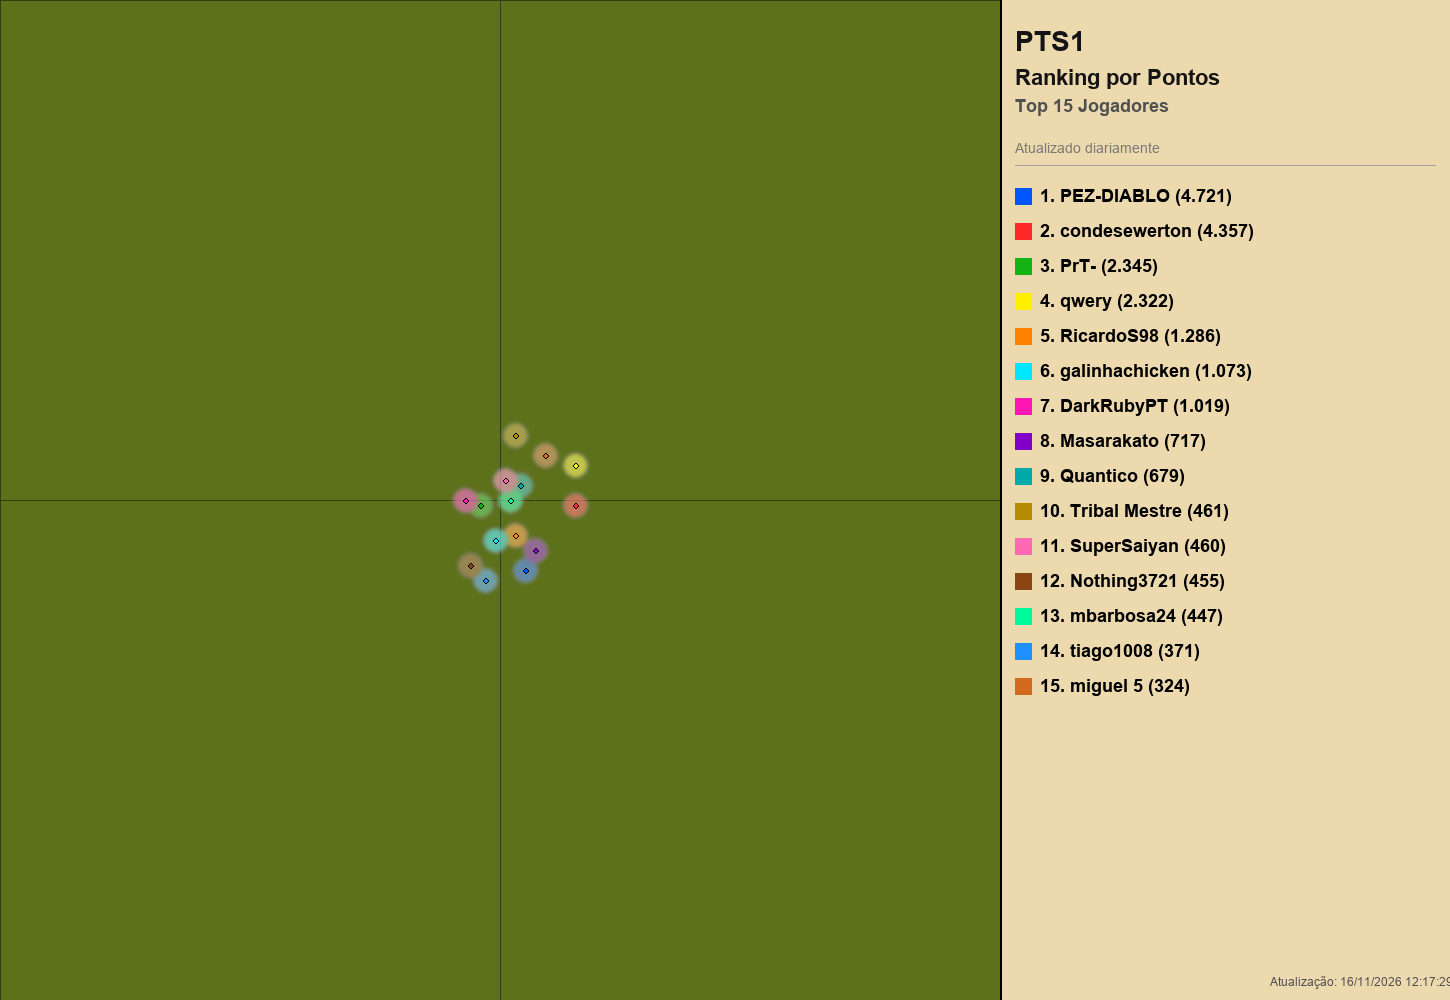 PTS1
Ranking por Pontos
Top 15 Jogadores
Atualizado diariamente
1. PEZ-DIABLO (4.721)
2. condesewerton (4.357)
3. PrT- (2.345)
4. qwery (2.322)
5. RicardoS98 (1.286)
6. galinhachicken (1.073)
7. DarkRubyPT (1.019)
8. Masarakato (717)
9. Quantico (679)
10. Tribal Mestre (461)
11. SuperSaiyan (460)
12. Nothing3721 (455)
13. mbarbosa24 (447)
14. tiago1008 (371)
15. miguel 5 (324)
Atualização: 16/11/2026 12:17:29